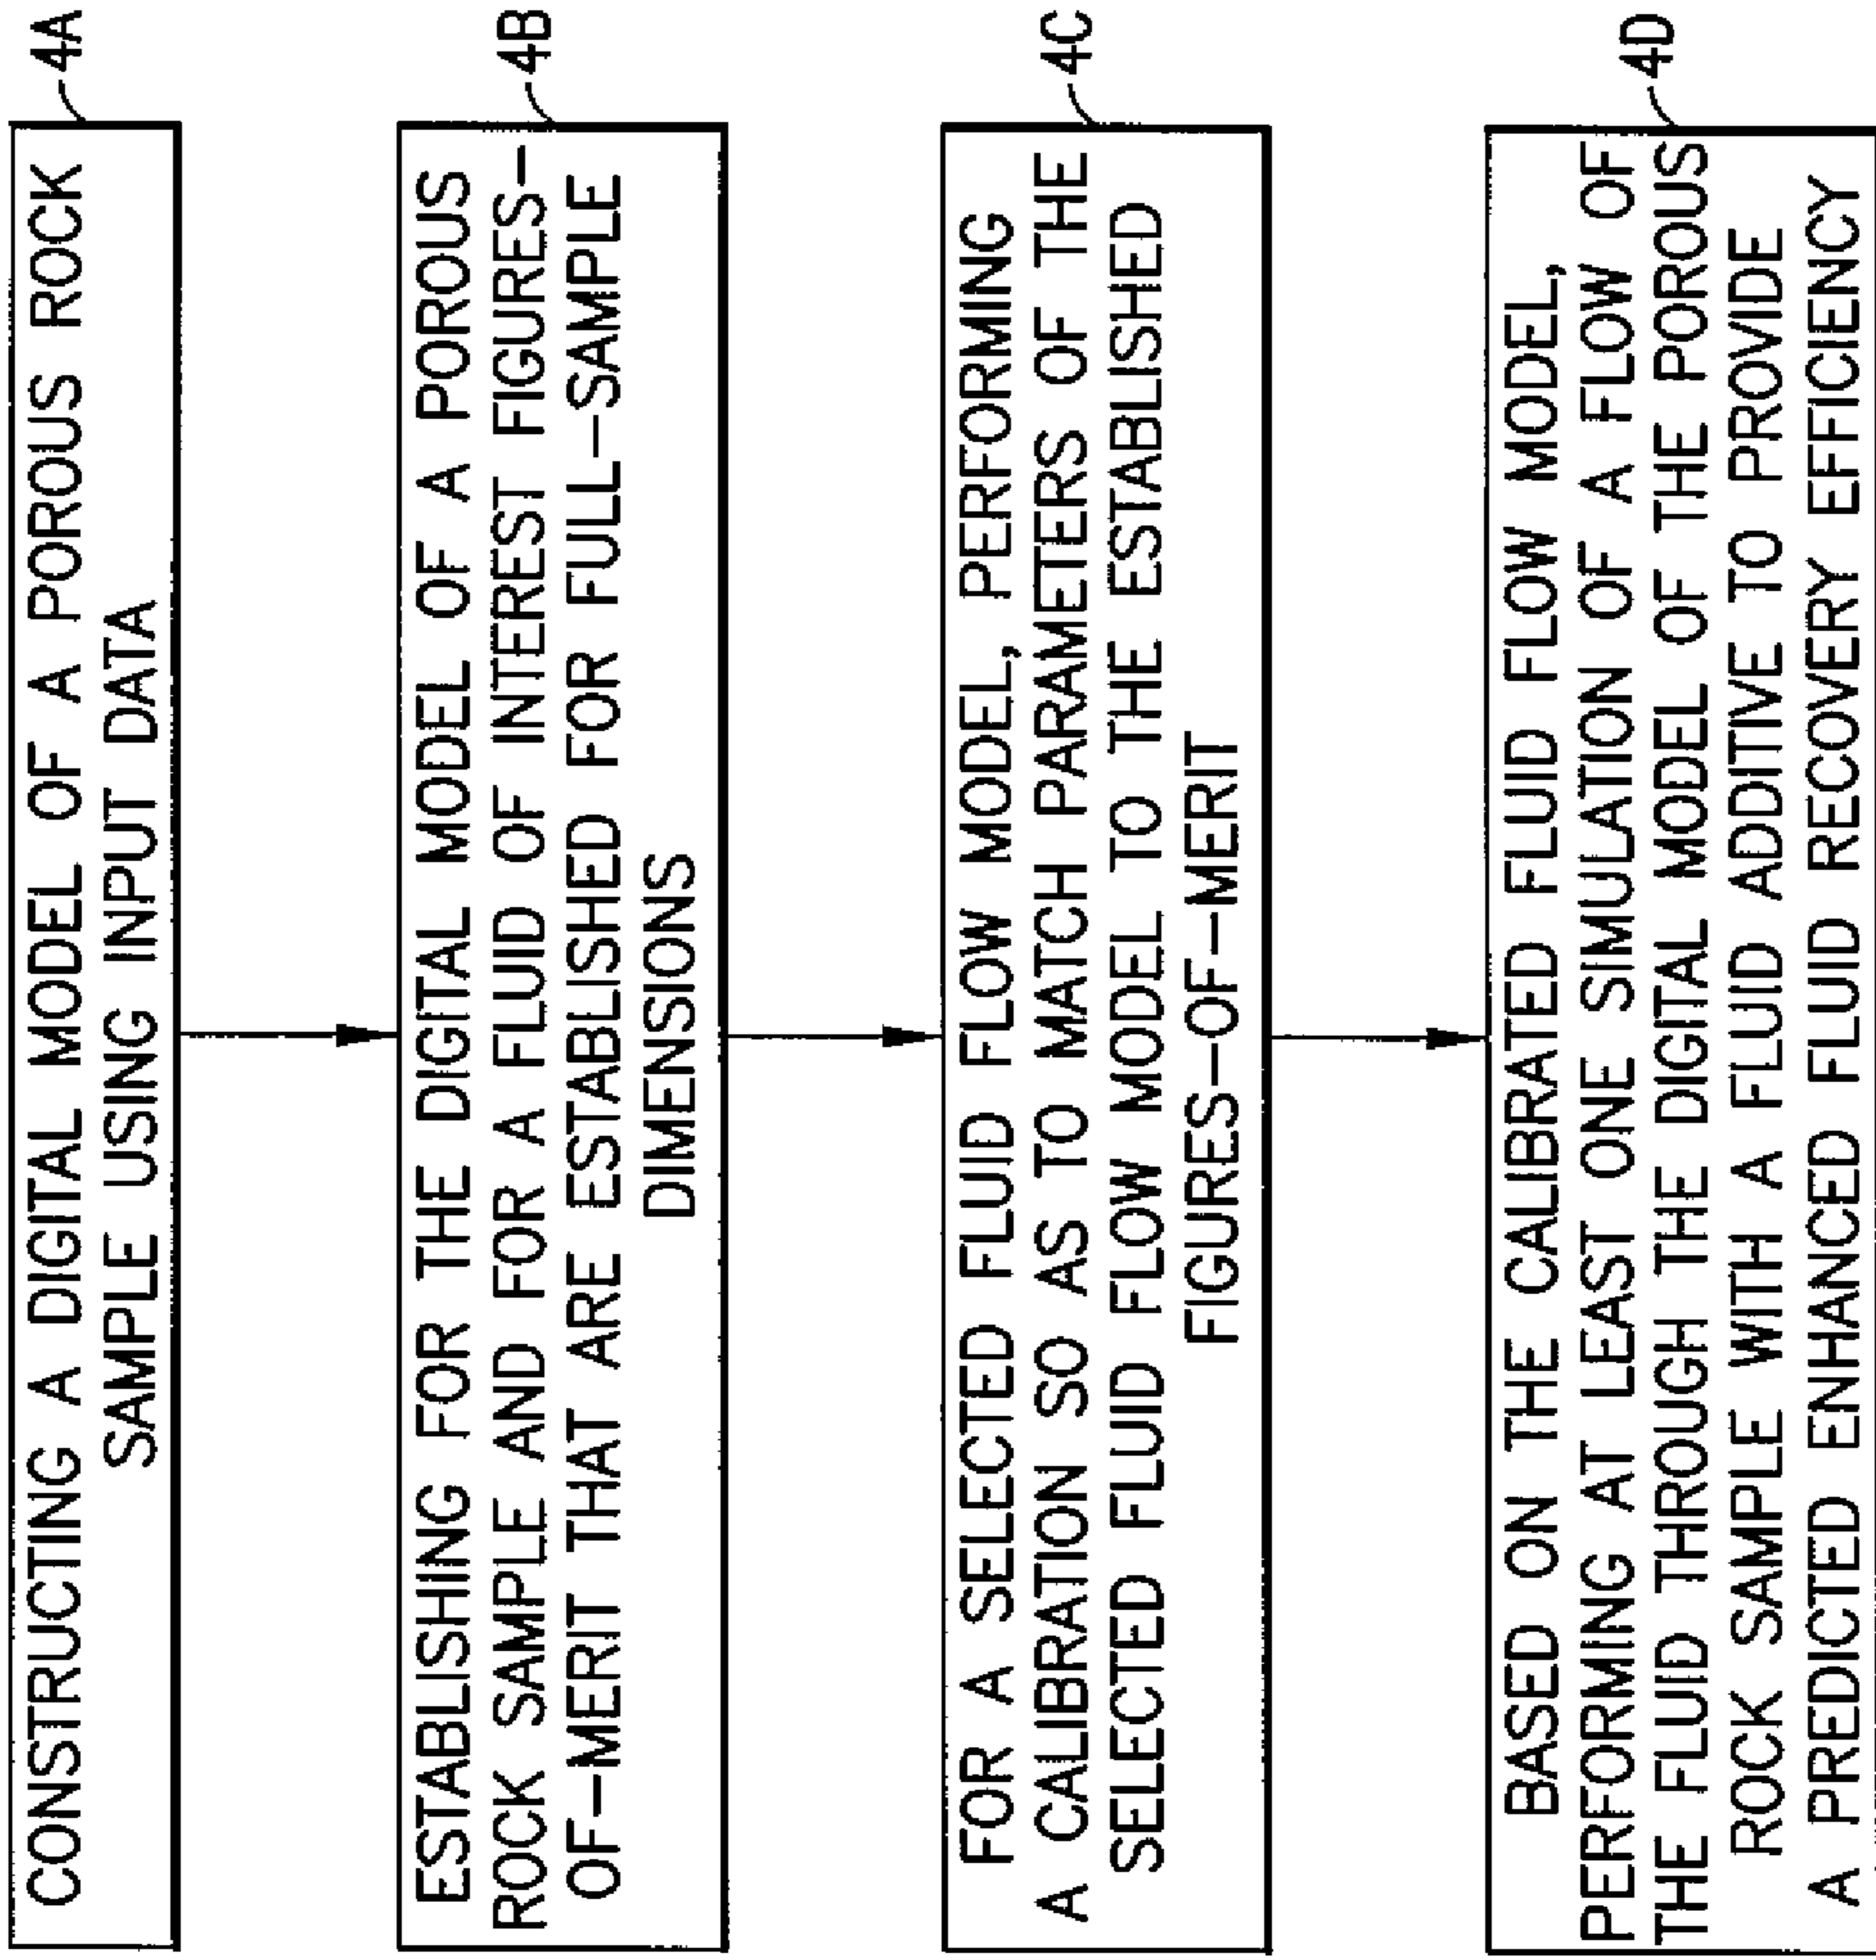 CONSTRUCTING A DIGITAL MODEL OF A POROUS ROCK
SAMPLE USING INPUT DATA
4A
ESTABLISHING FOR THE DIGITAL MODEL OF A POROUS
ROCK SAMPLE AND FOR A FLUID OF INTEREST FIGURES-
OF-MERIT THAT ARE ESTABLISHED FOR FULL-SAMPLE
DIMENSIONS
4B
FOR A SELECTED FLUID FLOW MODEL, PERFORMING
A CALIBRATION SO AS TO MATCH PARAMETERS OF THE
SELECTED FLUID FLOW MODEL TO THE ESTABLISHED
FIGURES-OF-MERIT
4C
BASED ON THE CALIBRATED FLUID FLOW MODEL,
PERFORMING AT LEAST ONE SIMULATION OF A FLOW OF
THE FLUID THROUGH THE DIGITAL MODEL OF THE POROUS
ROCK SAMPLE WITH A FLUID ADDITIVE TO PROVIDE
A PREDICTED ENHANCED FLUID RECOVERY EFFICIENCY
4D